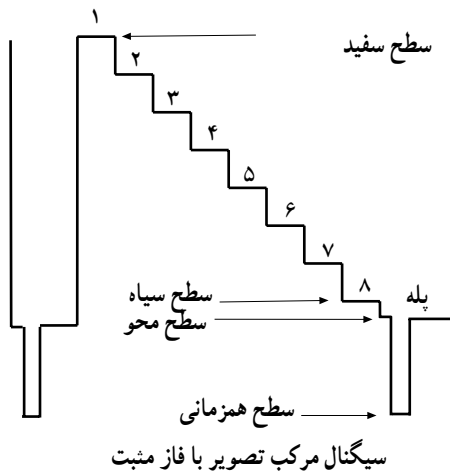 ۱
سطح سفید
۲
۳
۴
۵
۶
۷
۸
پله
سطح سیاه
سطح محو
سطح همزمانی
سیگنال مرکب تصویر با فاز مثبت